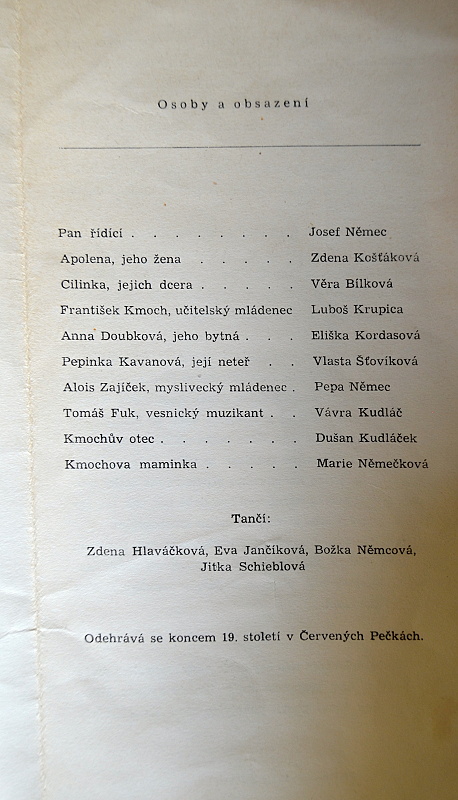 Osoby a obsazení
Pan řídící . . . . . . . . Josef Němec
Apolena, jeho žena . . . . . Zdena Košťáková
Cilinka, jejich dcera . . . . . Věra Bílková
František Kmoch, učitelský mládenec Luboš Krupica
Anna Doubková, jeho bytná . . . Eliška Kordasová
Pepinka Kavanová, její neteř . . Vlasta Šťovíková
Alois Zajíček, myslivecký mládenec . Pepa Němec
Tomáš Fuk, vesnický muzikant . . Vávra Kudláč
Kmochův otec . . . . . . . Dušan Kudláček
Kmochova maminka . . . . . Marie Němečková
Tančí:
Zdena Hlaváčková, Eva Jančíková, Božka Němcová,
Jitka Schieblová
Odehrává se koncem 19. století v Červených Pečkách.